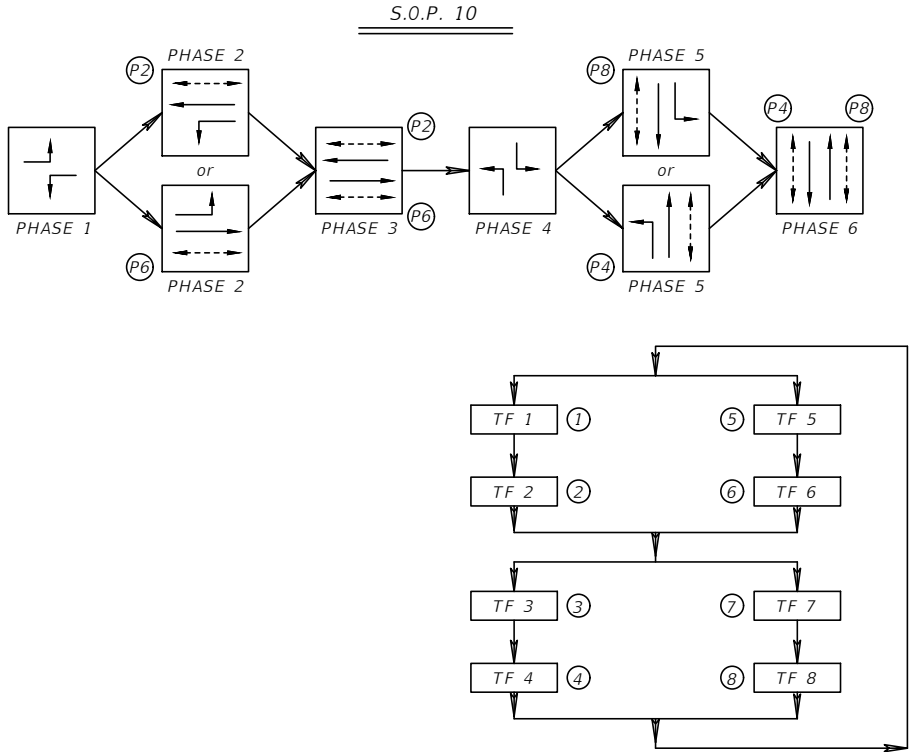 S.O.P. 10
PHASE 2
PHASE 5
P2
P8
P4
P8
P2
or
or
PHASE 1
PHASE 3
PHASE 4
PHASE 6
P6
P6
P4
PHASE 2
PHASE 5
TF 1
1
5
TF 5
TF 2
2
6
TF 6
TF 3
3
7
TF 7
TF 4
4
8
TF 8